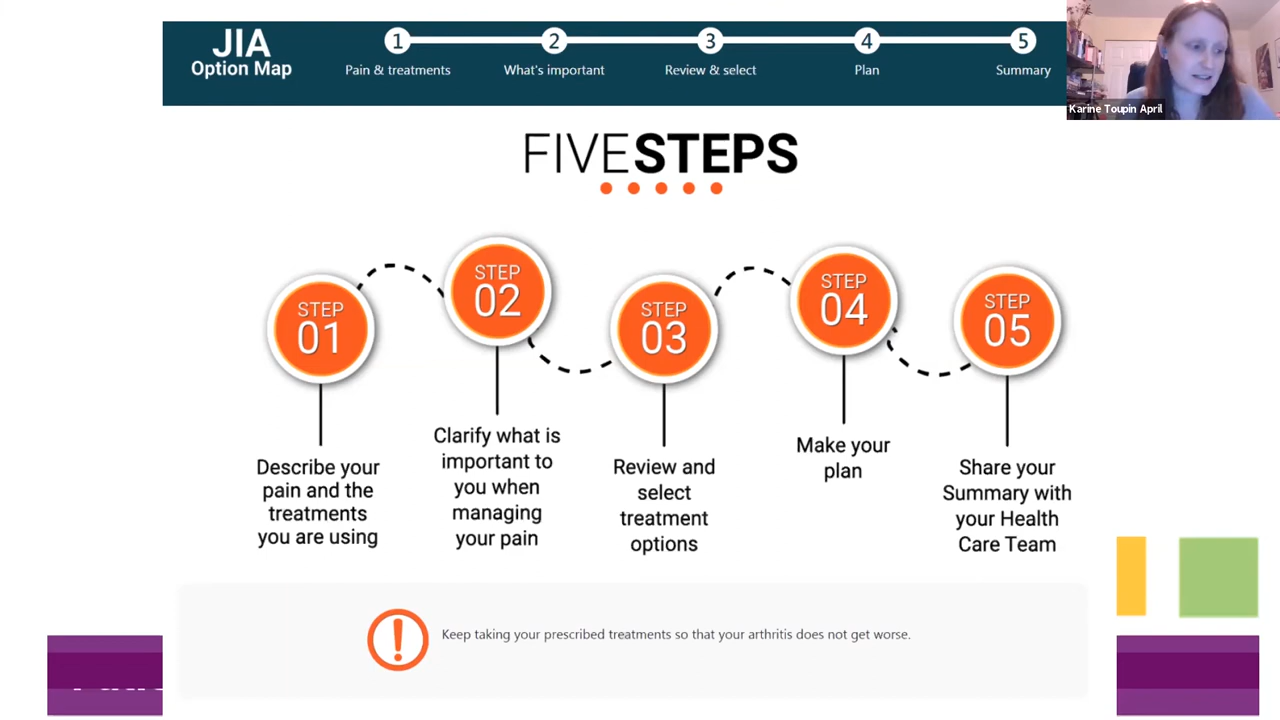 JIA
Option Map
1
2
3
4
5
Pain & treatments
What's important
Review & select
Plan
Summary
Karine Toupin April
FIVESTEPS
STEP
01
STEP
02
STEP
03
STEP
04
STEP
05
Describe your
pain and the
treatments
you are using
Clarify what is
important to
you when
managing
your pain
Review and
select
treatment
options
Make your
plan
Share your
Summary with
your Health
Care Team
Keep taking your prescribed treatments so that your arthritis does not get worse.